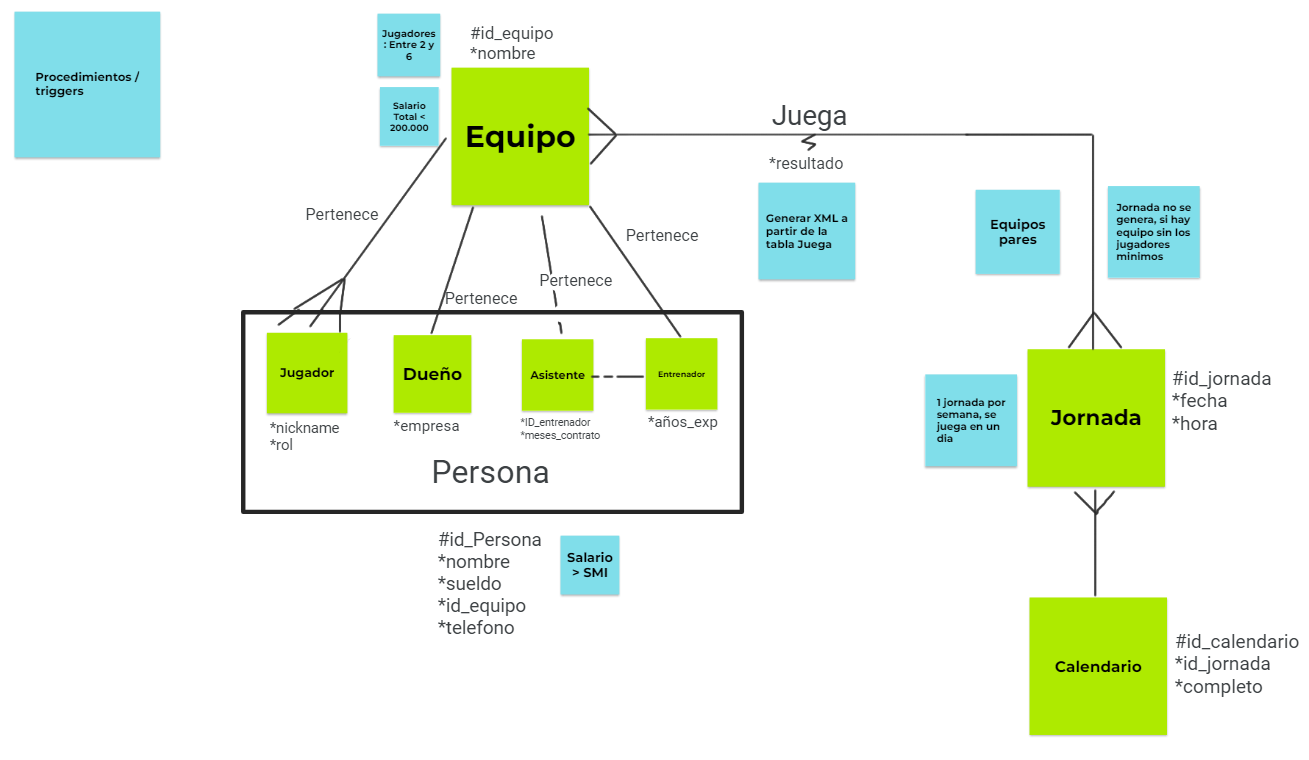 Procedimientos /
triggers
Jugadores
: Entre 2 y
6
Salario
Total <
200.000
#id_equipo
*nombre
Equipo
Juega
*resultado
Generar XML a
partir de la
tabla Juega
Equipos
pares
Jornada no se
genera, si hay
equipo sin los
jugadores
minimos
Pertenece
Pertenece
Pertenece
Pertenece
Jugador
*nickname
*rol
Dueño
*empresa
Asistente
*ID_entrenador
*meses_contrato
Entrenador
*años_exp
Persona
#id_Persona
*nombre
*sueldo
*id_equipo
*telefono
Salario
> SMI
1 jornada por
semana, se
juega en un
dia
Jornada
#id_jornada
*fecha
*hora
Calendario
#id_calendario
*id_jornada
*completo